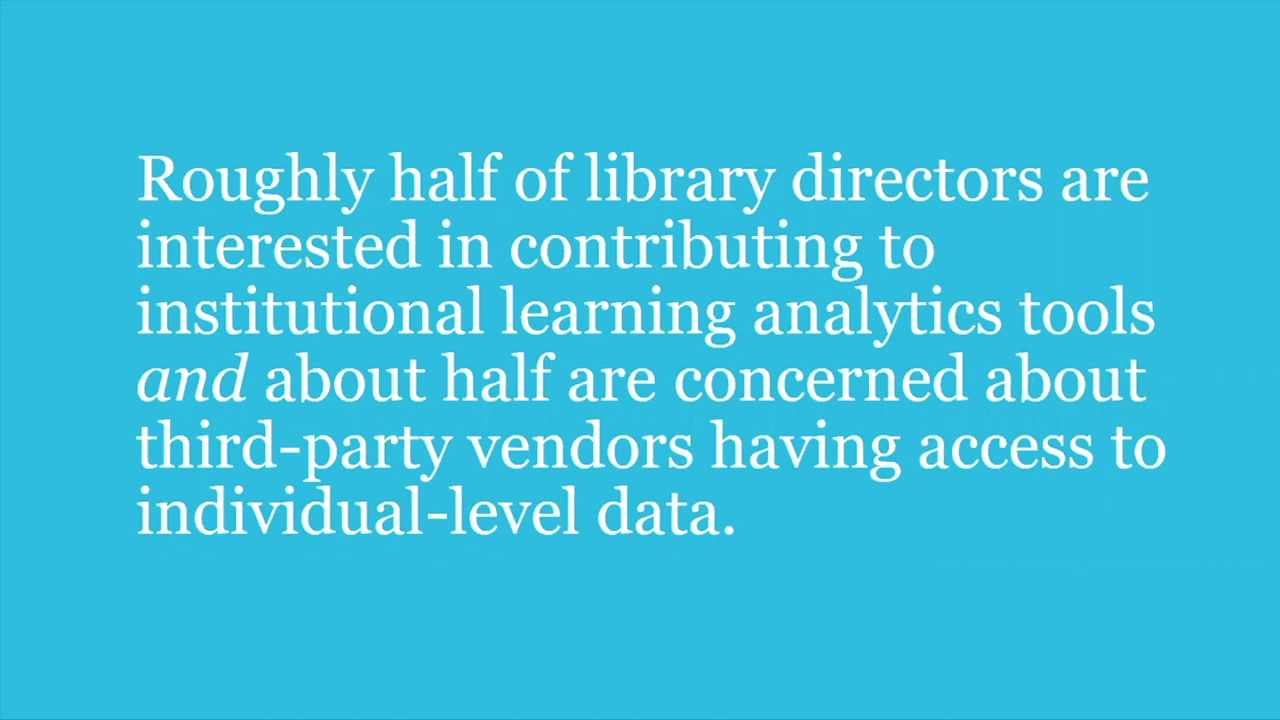 Roughly half of library directors are
interested in contributing to
institutional learning analytics tools
and about half are concerned about
third-party vendors having access to
individual-level data.